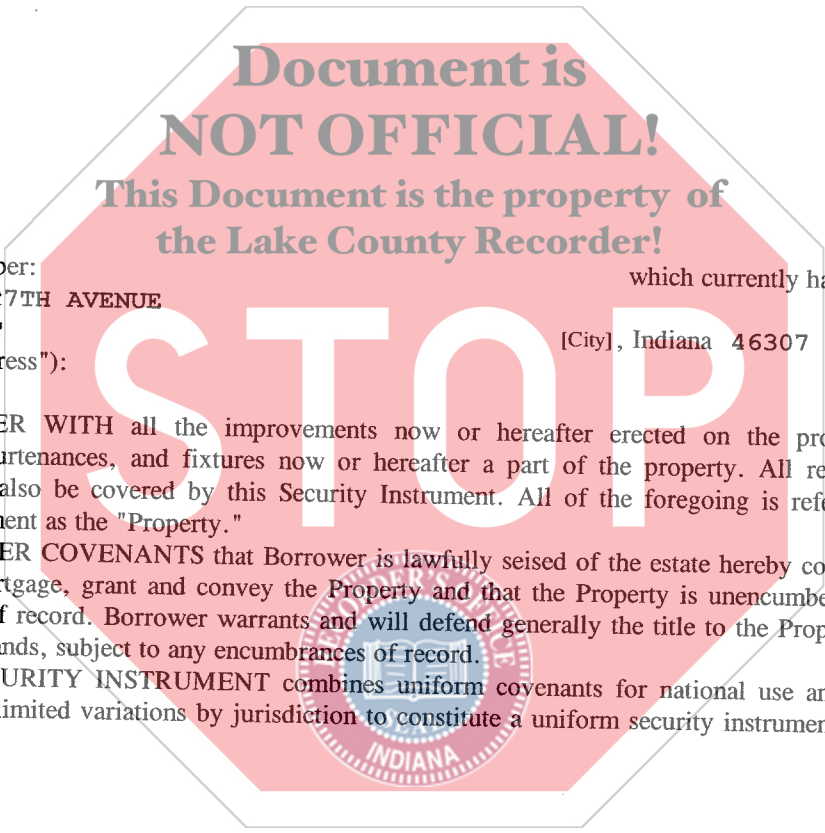 Document is
NOT OFFICIAL!
This Document is the property of
the Lake County Recorder!
per:
which currently ha
7TH AVENUE
[City], Indiana 46307
ress"):
STOP
ER WITH all the improvements now or hereafter erected on the pro
urtenances, and fixtures now or hereafter a part of the property. All re
also be covered by this Security Instrument. All of the foregoing is refe
ment as the "Property."
ER COVENANTS that Borrower is lawfully seised of the estate hereby co
rtgage, grant and convey the Property and that the Property is unencumbe
f record. Borrower warrants and will defend generally the title to the Prop
nds, subject to any encumbrances of record.
URITY INSTRUMENT combines uniform covenants for national use an
limited variations by jurisdiction to constitute a uniform security instrumen
RECORDER'S OFFICE
SEAL
INDIANA